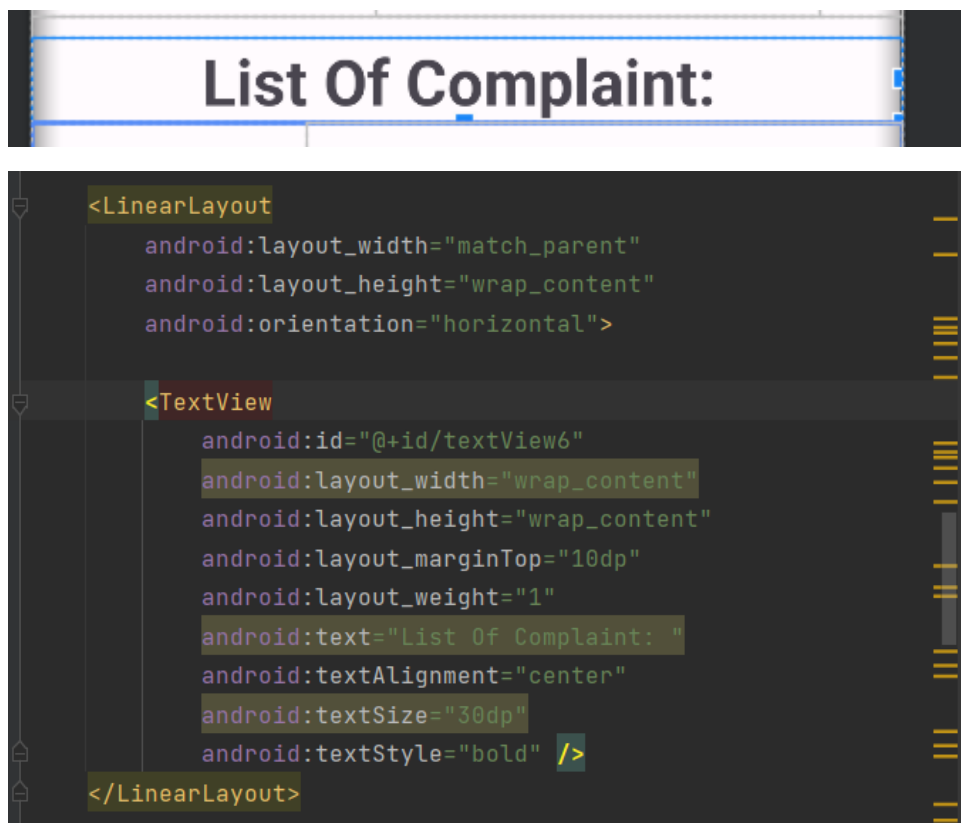 List Of Complaint:
<LinearLayout
android:layout_width="match_parent"
android:layout_height="wrap_content"
android:orientation="horizontal">
<TextView
android:id="@+id/textView6"
android:layout_width="wrap_content"
android:layout_height="wrap_content"
android:layout_marginTop="10dp"
android:layout_weight="1"
android:text="List Of Complaint: "
android:textAlignment="center"
android:textSize="30dp"
android:textStyle="bold" />
</LinearLayout>